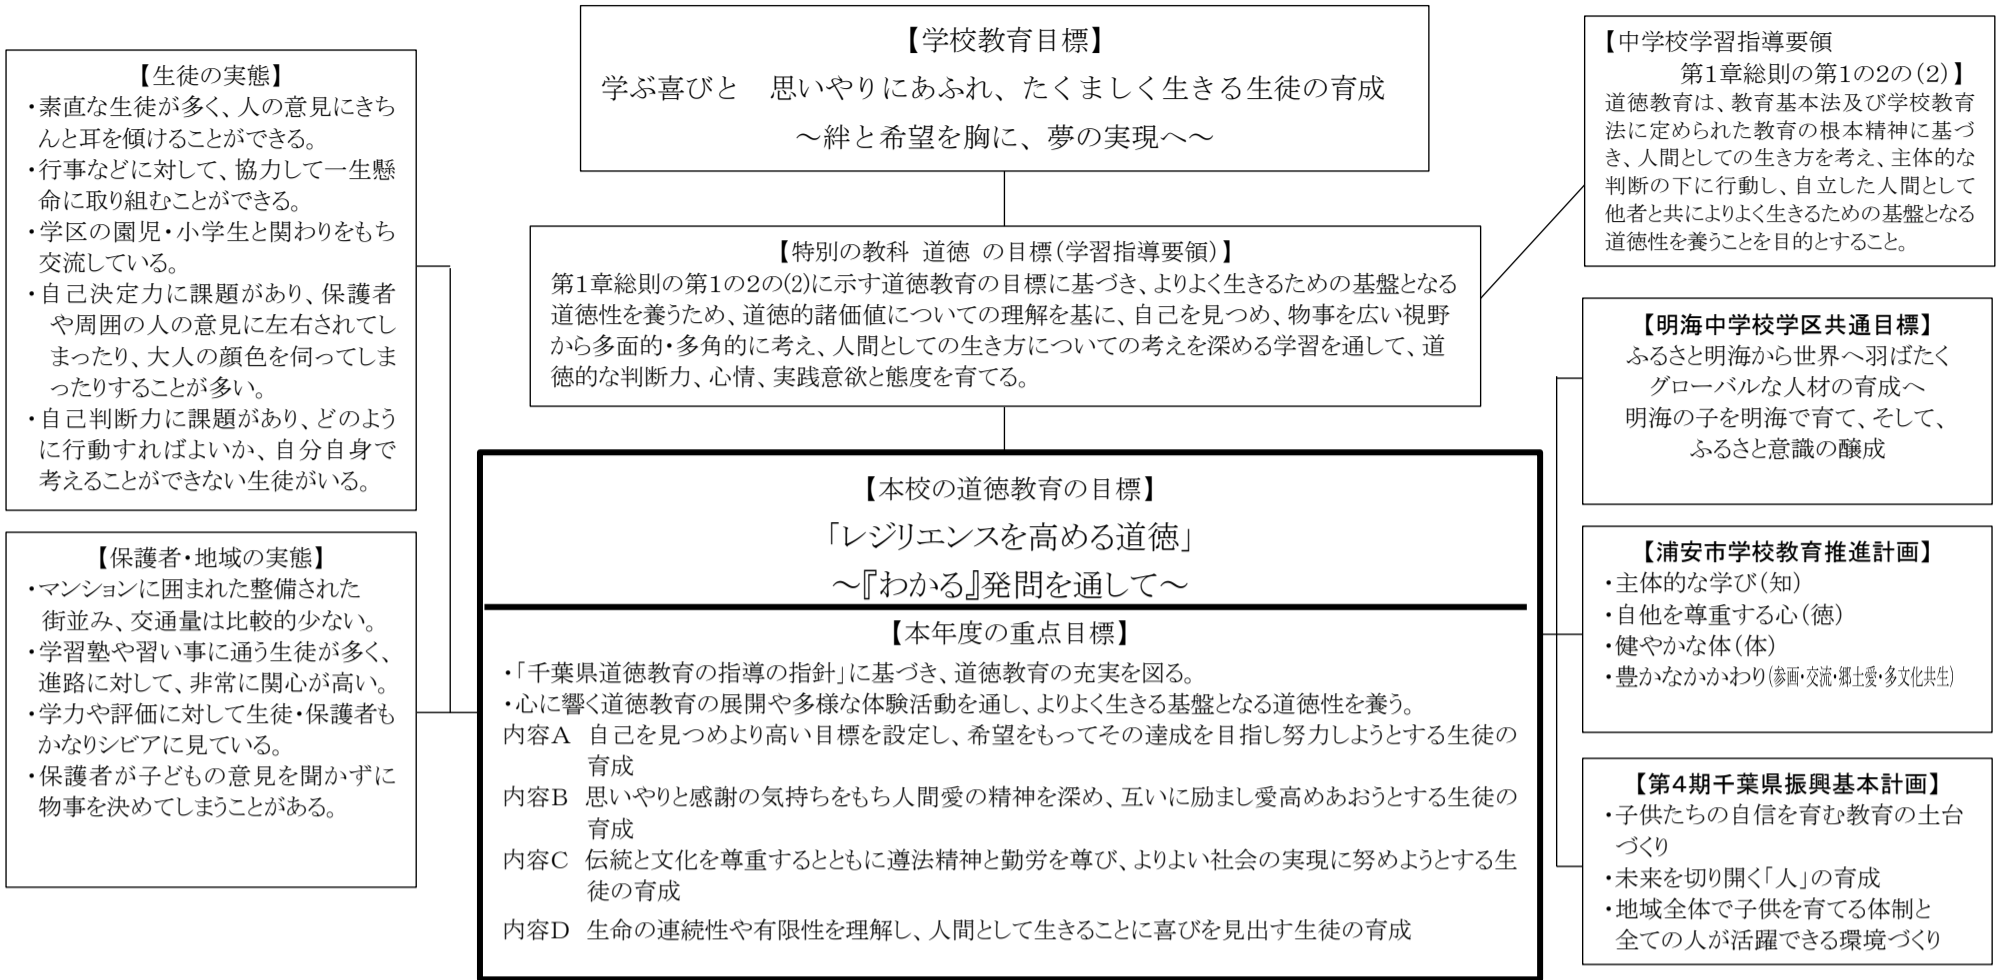 【学校教育目標】
学ぶ喜びと　思いやりにあふれ、たくましく生きる生徒の育成
～絆と希望を胸に、夢の実現へ～
【中学校学習指導要領
第1章総則の第1の2の(2)】
道徳教育は、教育基本法及び学校教育
法に定められた教育の根本精神に基づ
き、人間としての生き方を考え、主体的な
判断の下に行動し、自立した人間として
他者と共によりよく生きるための基盤となる
道徳性を養うことを目的とすること。
【生徒の実態】
・素直な生徒が多く、人の意見にきち
んと耳を傾けることができる。
・行事などに対して、協力して一生懸
命に取り組むことができる。
・学区の園児・小学生と関わりをもち
交流している。
・自己決定力に課題があり、保護者
や周囲の人の意見に左右されてし
まったり、大人の顔色を伺ってしま
ったりすることが多い。
・自己判断力に課題があり、どのよう
に行動すればよいか、自分自身で
考えることができない生徒がいる。
【特別の教科 道徳 の目標(学習指導要領)】
第1章総則の第1の2の(2)に示す道徳教育の目標に基づき、よりよく生きるための基盤となる
道徳性を養うため、道徳的諸価値についての理解を基に、自己を見つめ、物事を広い視野
から多面的・多角的に考え、人間としての生き方についての考えを深める学習を通して、道
徳的な判断力、心情、実践意欲と態度を育てる。
【明海中学校学区共通目標】
ふるさと明海から世界へ羽ばたく
グローバルな人材の育成へ
明海の子を明海で育て、そして、
ふるさと意識の醸成
【保護者・地域の実態】
・マンションに囲まれた整備された
街並み、交通量は比較的少ない。
・学習塾や習い事に通う生徒が多く、
進路に対して、非常に関心が高い。
・学力や評価に対して生徒・保護者も
かなりシビアに見ている。
・保護者が子どもの意見を聞かずに
物事を決めてしまうことがある。
【本校の道徳教育の目標】
「レジリエンスを高める道徳」
～『わかる』発問を通して～
【本年度の重点目標】
・「千葉県道徳教育の指導の指針」に基づき、道徳教育の充実を図る。
・心に響く道徳教育の展開や多様な体験活動を通し、よりよく生きる基盤となる道徳性を養う。
内容A　自己を見つめより高い目標を設定し、希望をもってその達成を目指し努力しようとする生徒の
育成
内容B　思いやりと感謝の気持ちをもち人間愛の精神を深め、互いに励まし愛高めあおうとする生徒の
育成
内容C　伝統と文化を尊重するとともに遵法精神と勤労を尊び、よりよい社会の実現に努めようとする生
徒の育成
内容D　生命の連続性や有限性を理解し、人間として生きることに喜びを見出す生徒の育成
【浦安市学校教育推進計画】
・主体的な学び(知)
・自他を尊重する心(徳)
・健やかな体(体)
・豊かなかかわり(参画・交流・郷土愛・多文化共生)
【第4期千葉県振興基本計画】
・子供たちの自信を育む教育の土台
づくり
・未来を切り開く「人」の育成
・地域全体で子供を育てる体制と
全ての人が活躍できる環境づくり